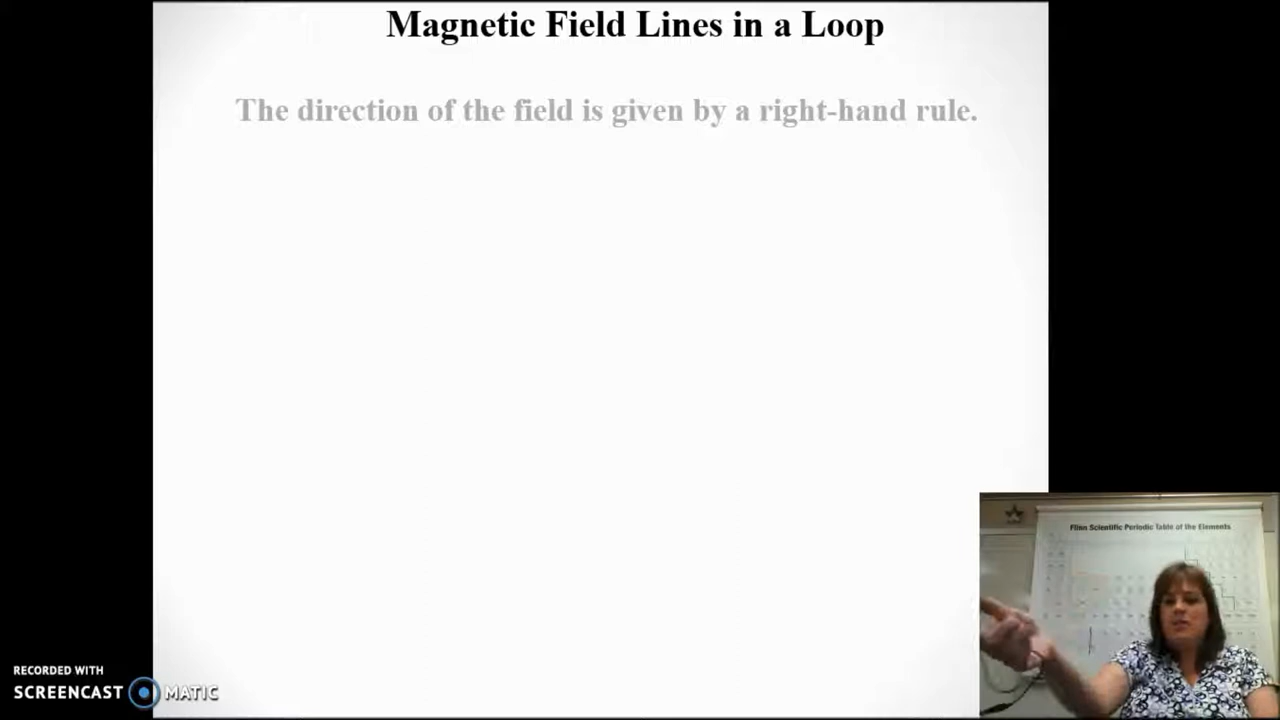 Magnetic Field Lines in a Loop
The direction of the field is given by a right-hand rule.
Flinn Scientific Periodic Table of the Elements
RECORDED WITH
SCREENCAST MATIC